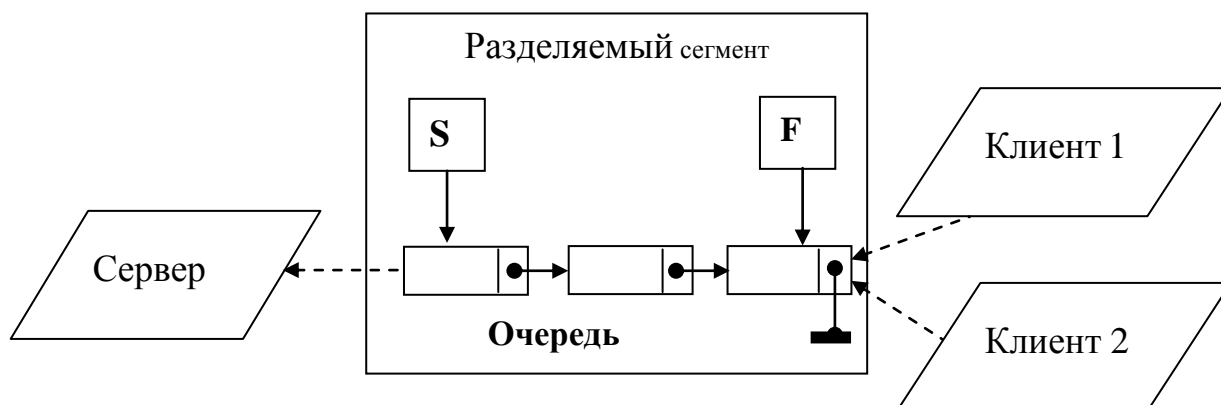 Разделяемый сегмент
S
F
Клиент 1
Сервер
Очередь
Клиент 2